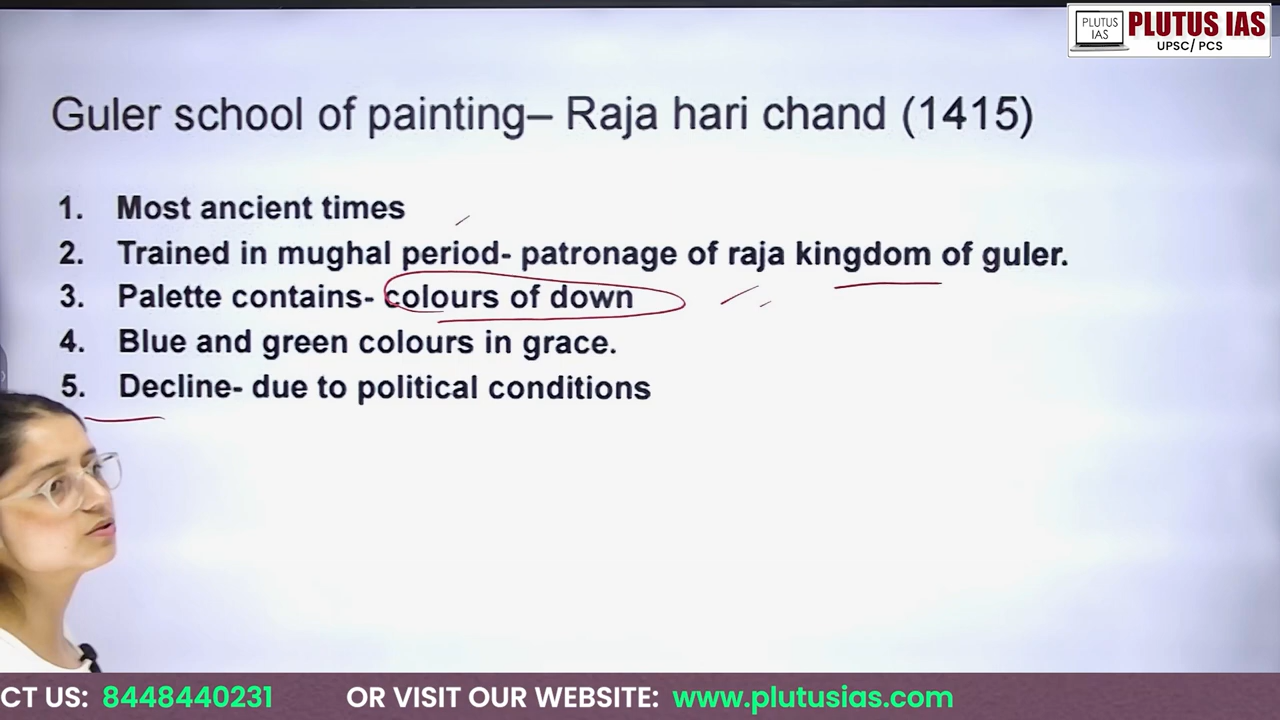 PLUTUS IAS
PLUTUS IAS
UPSC/ PCS
Guler school of painting– Raja hari chand (1415)
1. Most ancient times
2. Trained in mughal period- patronage of raja kingdom of guler.
3. Palette contains- colours of down
4. Blue and green colours in grace.
5. Decline- due to political conditions
CT US: 8448440231 OR VISIT OUR WEBSITE: www.plutusias.com